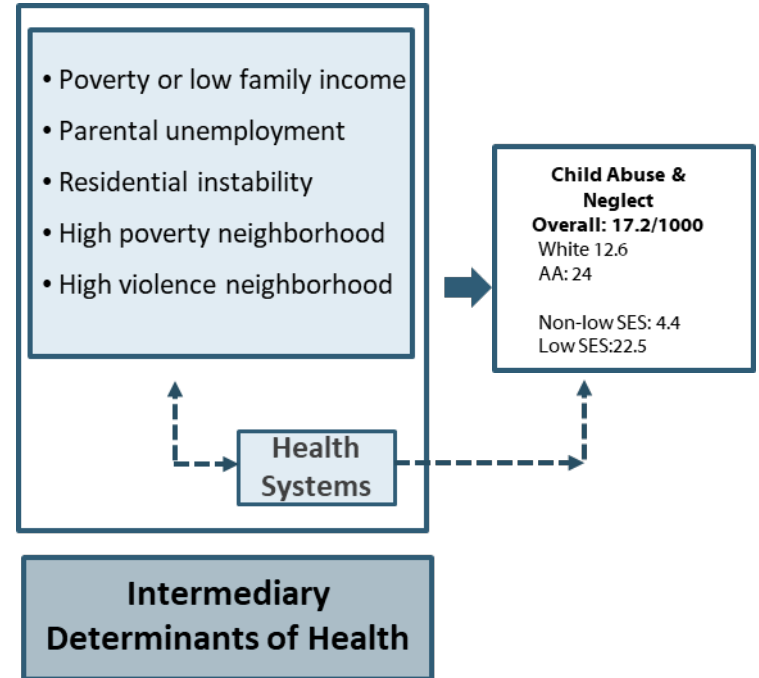 • Poverty or low family income
• Parental unemployment
• Residential instability
• High poverty neighborhood
• High violence neighborhood
Child Abuse &
Neglect
Overall: 17.2/1000
White 12.6
AA: 24
Non-low SES: 4.4
Low SES:22.5
Health
Systems
Intermediary
Determinants of Health